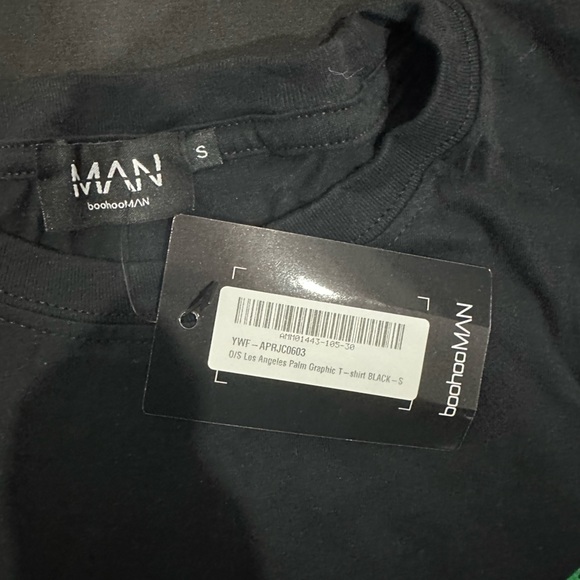 MAN
boohooMAN
S
AMM01443-105-30
YWF-APRJC0603
O/S Los Angeles Palm Graphic T-shirt BLACK-S
boohooMAN